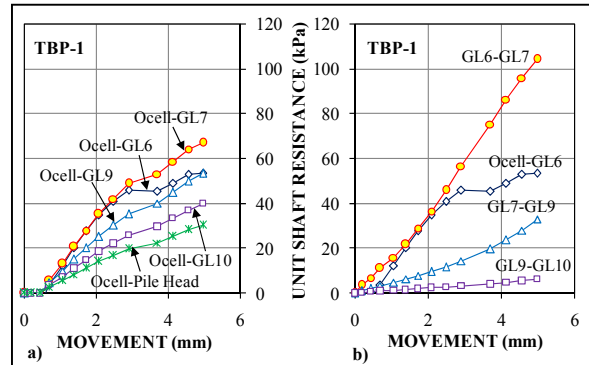 TBP-1
120
100
80
60
40
20
0
0 2 4 6
MOVEMENT (mm)
a)
Ocell-GL7
Ocell-GL6
Ocell-GL9
Ocell-GL10
Ocell-Pile Head
UNIT SHAFT RESISTANCE (kPa)
TBP-1
120
100
80
60
40
20
0
0 2 4 6
MOVEMENT (mm)
b)
GL6-GL7
Ocell-GL6
GL7-GL9
GL9-GL10